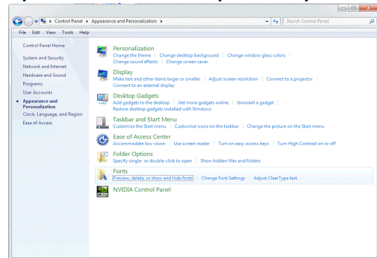 Control Panel ▸ Appearance and Personalization ▸
Search Control Panel
File Edit View Tools Help
Control Panel Home
System and Security
Network and Internet
Hardware and Sound
Programs
User Accounts
Appearance and
Personalization
Clock, Language, and Region
Ease of Access
Personalization
Change the theme Change desktop background Change window glass colors
Change sound effects Change screen saver
Display
Make text and other items larger or smaller Adjust screen resolution Connect to a projector
Connect to an external display
Desktop Gadgets
Add gadgets to the desktop Get more gadgets online Uninstall a gadget
Restore desktop gadgets installed with Windows
Taskbar and Start Menu
Customize the Start menu Customize icons on the taskbar Change the picture on the Start menu
Ease of Access Center
Accommodate low vision Use screen reader Turn on easy access keys Turn High Contrast on or off
Folder Options
Specify single- or double-click to open Show hidden files and folders
Fonts
Preview, delete, or show and hide fonts Change Font Settings Adjust ClearType text
NVIDIA Control Panel